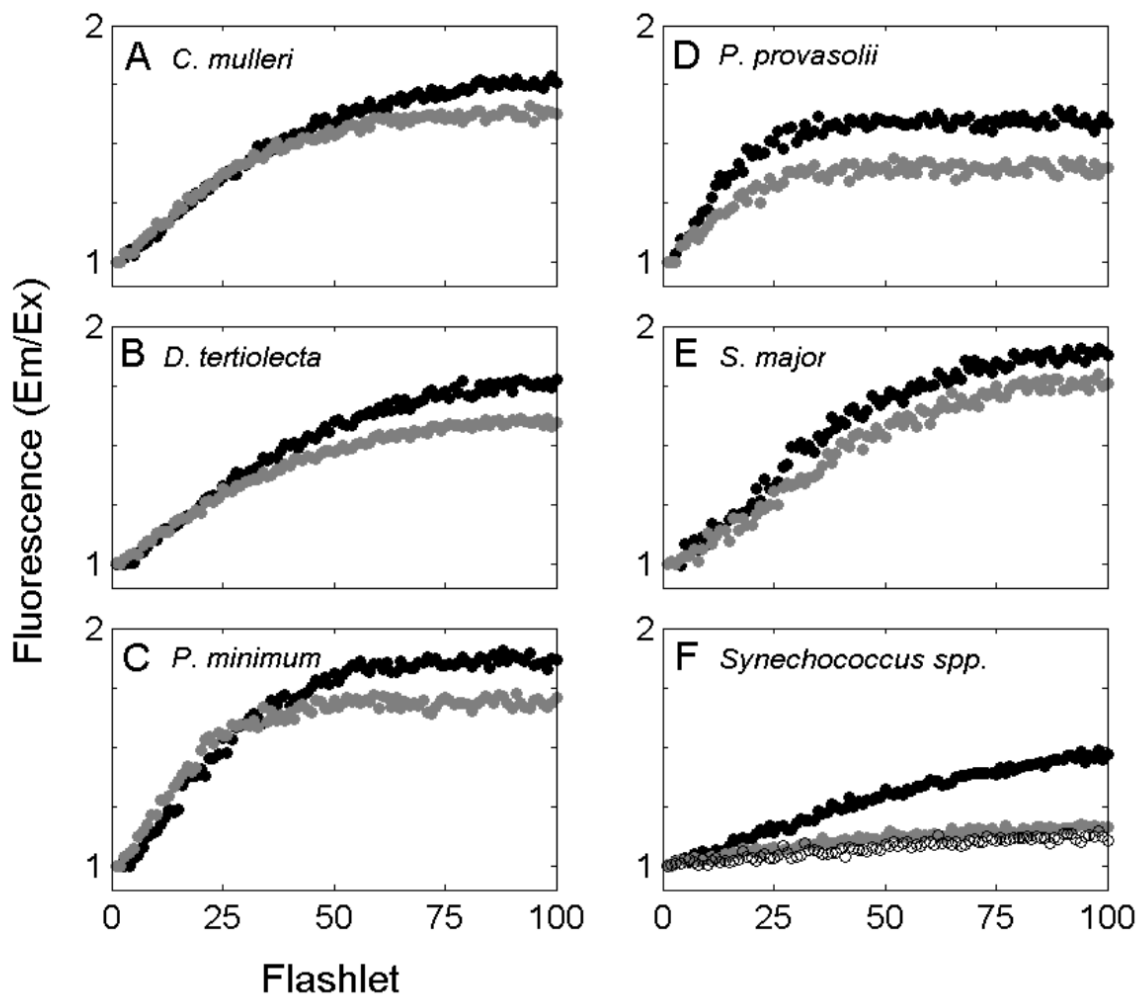 Fluorescence (Em/Ex)
2
A C. mulleri
1
2
D P. provasolii
1
2
B D. tertiolecta
1
2
E S. major
1
2
C P. minimum
1
0 25 50 75 100
2
F Synechococcus spp.
1
0 25 50 75 100
Flashlet